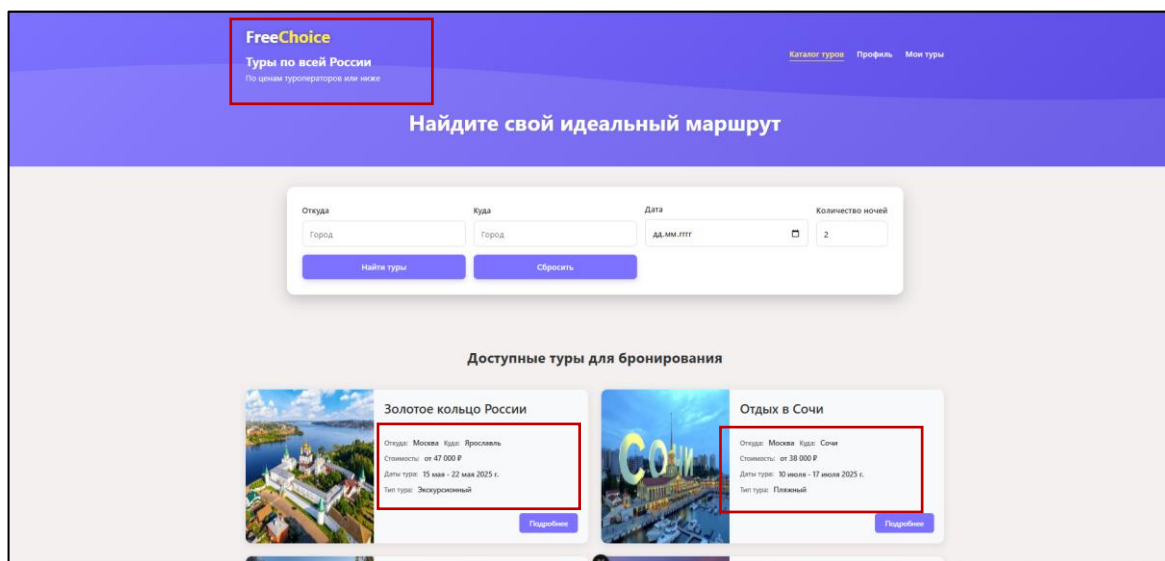 FreeChoice
Туры по всей России
По ценам туроператоров или ниже
Каталог туров Профиль Мои туры
Найдите свой идеальный маршрут
Откуда Куда Дата Количество ночей
Город Город дд.мм.гггг 2
Найти туры Сбросить
Доступные туры для бронирования
Золотое кольцо России
Откуда: Москва Куда: Ярославль
Стоимость: от 47 000 ₽
Даты тура: 15 мая - 22 мая 2025 г.
Тип тура: Экскурсионный
Подробнее
СОЧИ
Отдых в Сочи
Откуда: Москва Куда: Сочи
Стоимость: от 38 000 ₽
Даты тура: 10 июля - 17 июля 2025 г.
Тип тура: Пляжный
Подробнее